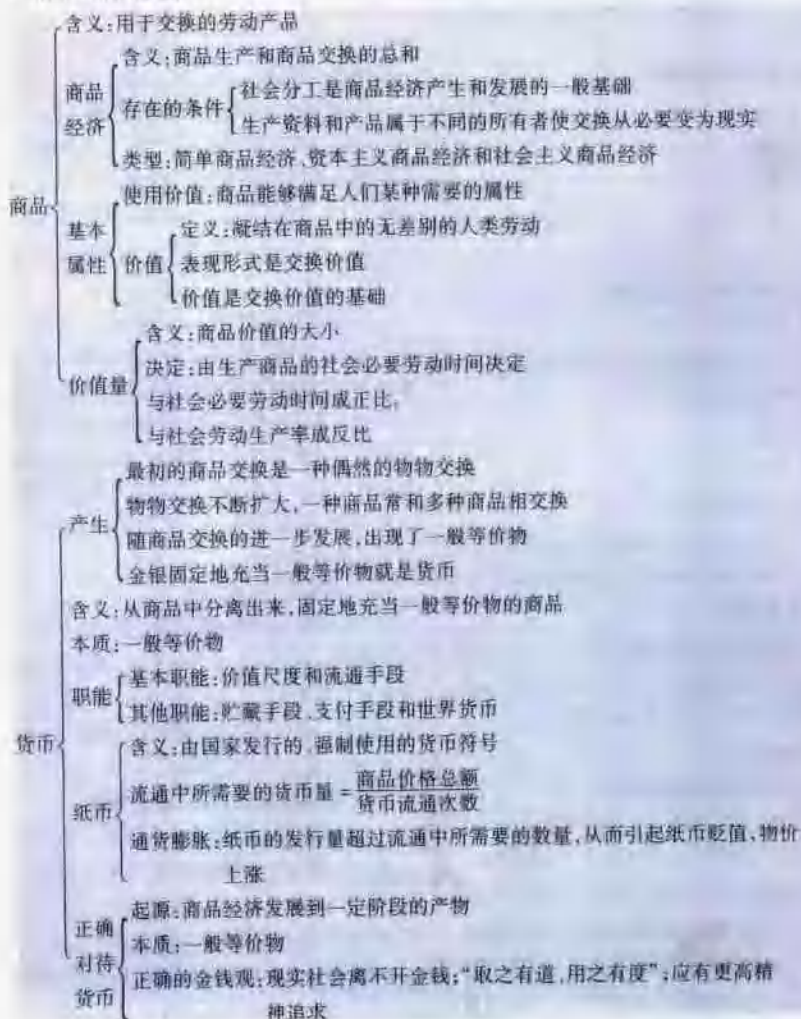 含义:用于交换的劳动产品
含义:商品生产和商品交换的总和
商品
经济
存在的条件
社会分工是商品经济产生和发展的一般基础
生产资料和产品属于不同的所有者使交换从必要变为现实
类型:简单商品经济、资本主义商品经济和社会主义商品经济
商品
使用价值:商品能够满足人们某种需要的属性
基本
属性
价值
定义:凝结在商品中的无差别的人类劳动
表现形式是交换价值
价值是交换价值的基础
价值量
含义:商品价值的大小
决定:由生产商品的社会必要劳动时间决定
与社会必要劳动时间成正比,
与社会劳动生产率成反比
产生
最初的商品交换是一种偶然的物物交换
物物交换不断扩大,一种商品常和多种商品相交换
随商品交换的进一步发展,出现了一般等价物
金银固定地充当一般等价物就是货币
含义:从商品中分离出来,固定地充当一般等价物的商品
本质:一般等价物
职能
基本职能:价值尺度和流通手段
其他职能:贮藏手段、支付手段和世界货币
货币
纸币
含义:由国家发行的、强制使用的货币符号
流通中所需要的货币量=商品价格总额
货币流通次数
通货膨胀:纸币的发行量超过流通中所需要的数量,从而引起纸币贬值、物价
上涨
正确
对待
货币
起源:商品经济发展到一定阶段的产物
本质:一般等价物
正确的金钱观:现实社会离不开金钱;“取之有道,用之有度”;应有更高精
神追求